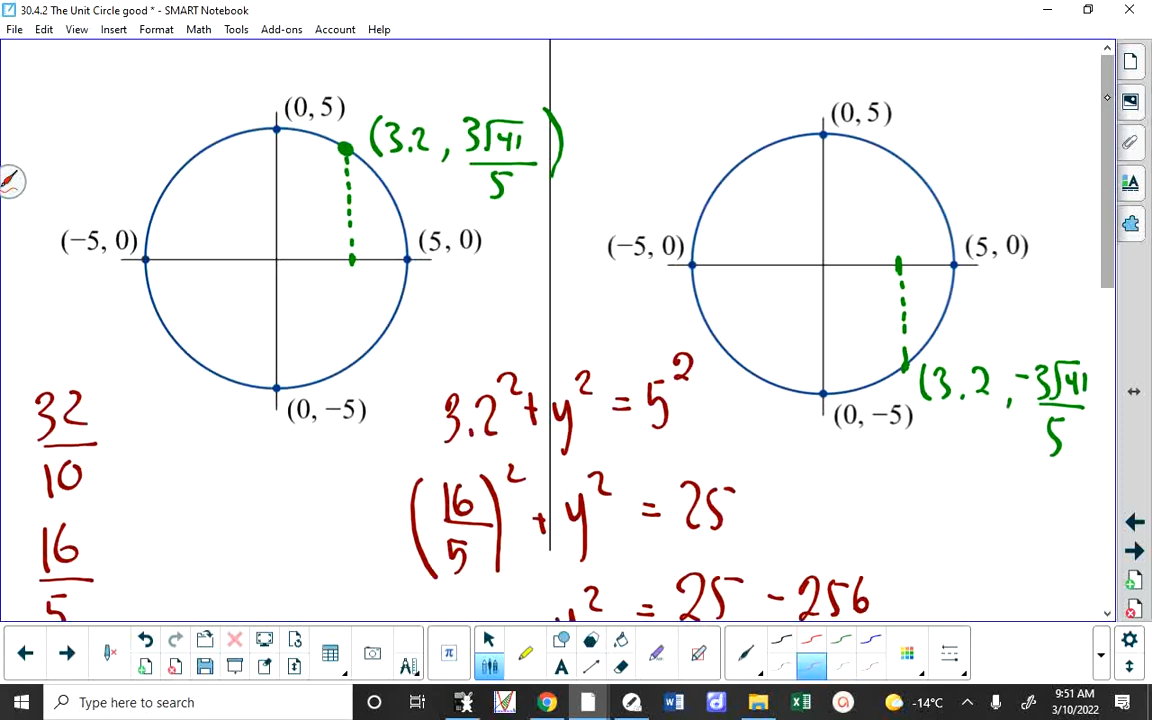 30.4.2 The Unit Circle good * - SMART Notebook
File Edit View Insert Format Math Tools Add-ons Account Help
(0, 5)
(3.2, 3√41/5)
(−5, 0)
(5, 0)
(0, −5)
(0, 5)
(−5, 0)
(5, 0)
(3.2, -3√41/5
(0, −5)
32/10
16/5
3.2² + y² = 5²
(16/5)² + y² = 25
y² = 25 - 256
π
A
Type here to search
-14°C
9:51 AM
3/10/2022